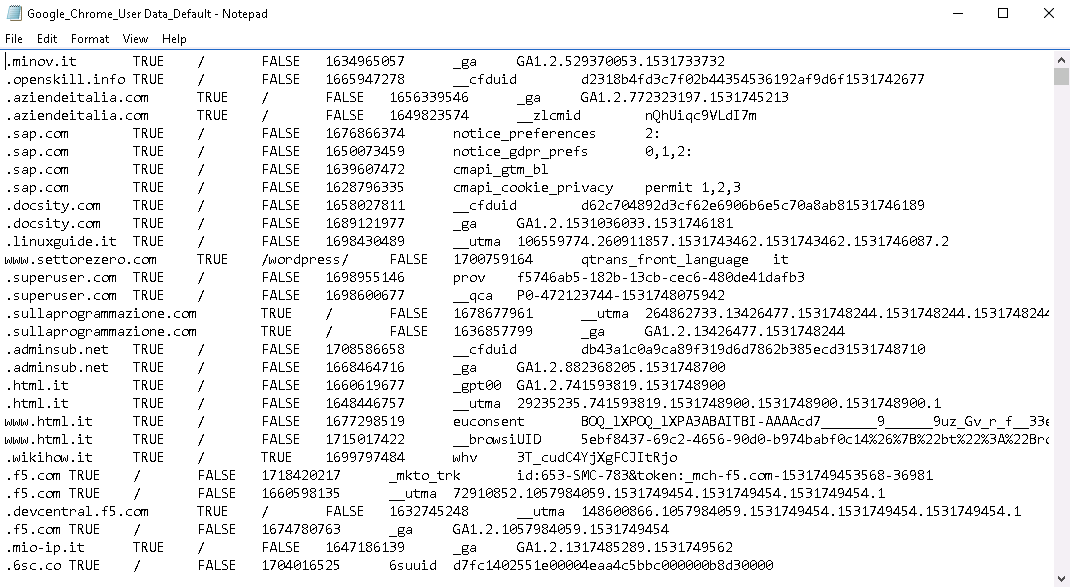 Google_Chrome_User Data_Default - Notepad
File Edit Format View Help
.minov.it TRUE / FALSE 1634965057 _ga GA1.2.529370053.1531733732
.openskill.info TRUE / FALSE 1665947278 __cfduid d2318b4fd3c7f02b44354536192af9d6f1531742677
.aziendeitalia.com TRUE / FALSE 1656339546 _ga GA1.2.772323197.1531745213
.aziendeitalia.com TRUE / FALSE 1649823574 __zlcmid nQhUiqc9VLdI7m
.sap.com TRUE / FALSE 1676866374 notice_preferences 2:
.sap.com TRUE / FALSE 1650073459 notice_gdpr_prefs 0,1,2:
.sap.com TRUE / FALSE 1639607472 cmapi_gtm_bl
.sap.com TRUE / FALSE 1628796335 cmapi_cookie_privacy permit 1,2,3
.docsity.com TRUE / FALSE 1658027811 __cfduid d62c704892d3cf62e6906b6e5c70a8ab81531746189
.docsity.com TRUE / FALSE 1689121977 _ga GA1.2.1531036033.1531746181
.linuxguide.it TRUE / FALSE 1698430489 __utma 106559774.260911857.1531743462.1531743462.1531746087.2
www.settorezero.com TRUE /wordpress/ FALSE 1700759164 qtrans_front_language it
.superuser.com TRUE / FALSE 1698955146 prov f5746ab5-182b-13cb-cec6-480de41dafb3
.superuser.com TRUE / FALSE 1698600677 __qca P0-472123744-1531748075942
.sullaprogrammazione.com TRUE / FALSE 1678677961 __utma 264862733.13426477.1531748244.1531748244.1531748244
.sullaprogrammazione.com TRUE / FALSE 1636857799 _ga GA1.2.13426477.1531748244
.adminsub.net TRUE / FALSE 1708586658 __cfduid db43a1c0a9ca89f319d6d7862b385ecd31531748710
.adminsub.net TRUE / FALSE 1668464716 _ga GA1.2.882368205.1531748700
.html.it TRUE / FALSE 1660619677 _gpt00 GA1.2.741593819.1531748900
.html.it TRUE / FALSE 1648446757 __utma 29235235.741593819.1531748900.1531748900.1531748900.1
www.html.it TRUE / FALSE 1677298519 euconsent BOQ_lXPOQ_lXPA3ABAITBI-AAAAcd7_______9______9uz_Gv_r_f__33e
www.html.it TRUE / FALSE 1715017422 __browsiUID 5ebf8437-69c2-4656-90d0-b974babf0c14%26%7B%22bt%22%3A%22Bro
.wikihow.it TRUE / TRUE 1699797484 whv 3T_cudC4YjXgFCJItRjo
.f5.com TRUE / FALSE 1718420217 _mkto_trk id:653-SMC-783&token:_mch-f5.com-1531749453568-36981
.f5.com TRUE / FALSE 1660598135 __utma 72910852.1057984059.1531749454.1531749454.1531749454.1
.devcentral.f5.com TRUE / FALSE 1632745248 __utma 148600866.1057984059.1531749454.1531749454.1531749454.1
.f5.com TRUE / FALSE 1674780763 _ga GA1.2.1057984059.1531749454
.mio-ip.it TRUE / FALSE 1647186139 _ga GA1.2.1317485289.1531749562
.6sc.co TRUE / FALSE 1704016525 6suuid d7fc1402551e00004eaa4c5bbc000000b8d30000